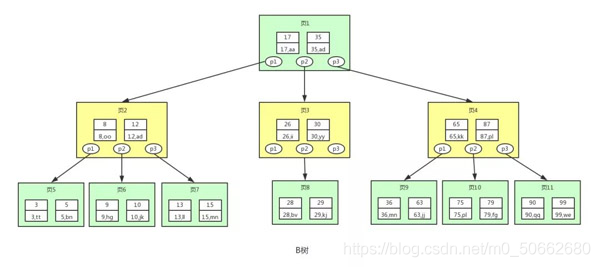 页1
17 35
17,aa 35,ad
p1 p2 p3
页2 页3 页4
8 12 26 30 65 87
8,oo 12,ad 26,ii 30,yy 65,kk 87,pl
p1 p2 p3 p1 p2 p3 p1 p2 p3
页5 页6 页7 页8 页9 页10 页11
3 5 9 10 13 15 28 29 36 63 75 79 90 99
3,tt 5,bn 9,hg 10,jk 13,ll 15,mn 28,bv 29,kj 36,mn 63,jj 75,pl 79,fg 90,qq 99,we
B树
https://blog.csdn.net/m0_50662680